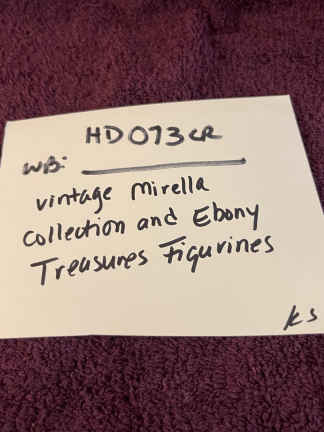 HD073CR
WB:
vintage Mirella
Collection and Ebony
Treasures Figurines
KS